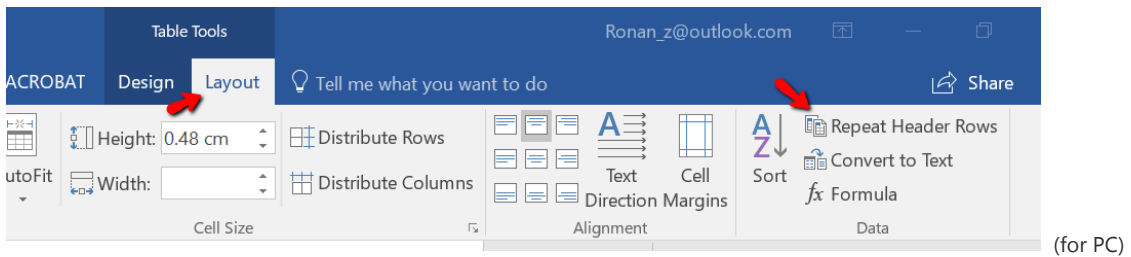 Table Tools
Ronan_z@outlook.com
ACROBAT Design Layout Tell me what you want to do Share
Height: 0.48 cm Distribute Rows A Repeat Header Rows
A Z Convert to Text
utoFit Width: Distribute Columns Text Direction Cell Margins Sort fx Formula
Cell Size Alignment Data
(for PC)